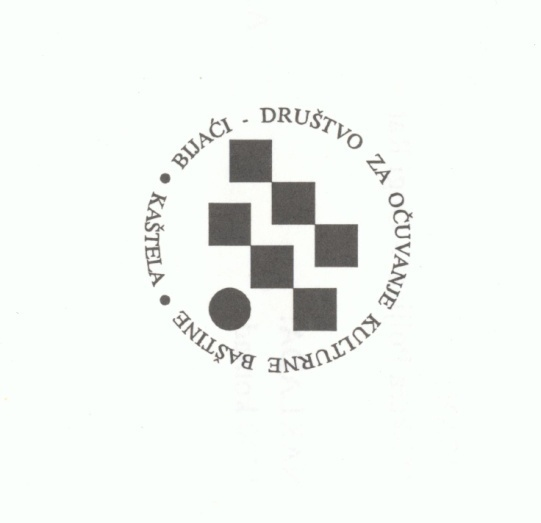 BIJAĆI - DRUŠTVO ZA OČUVANJE KULTURNE BAŠTINE • KAŠTELA •